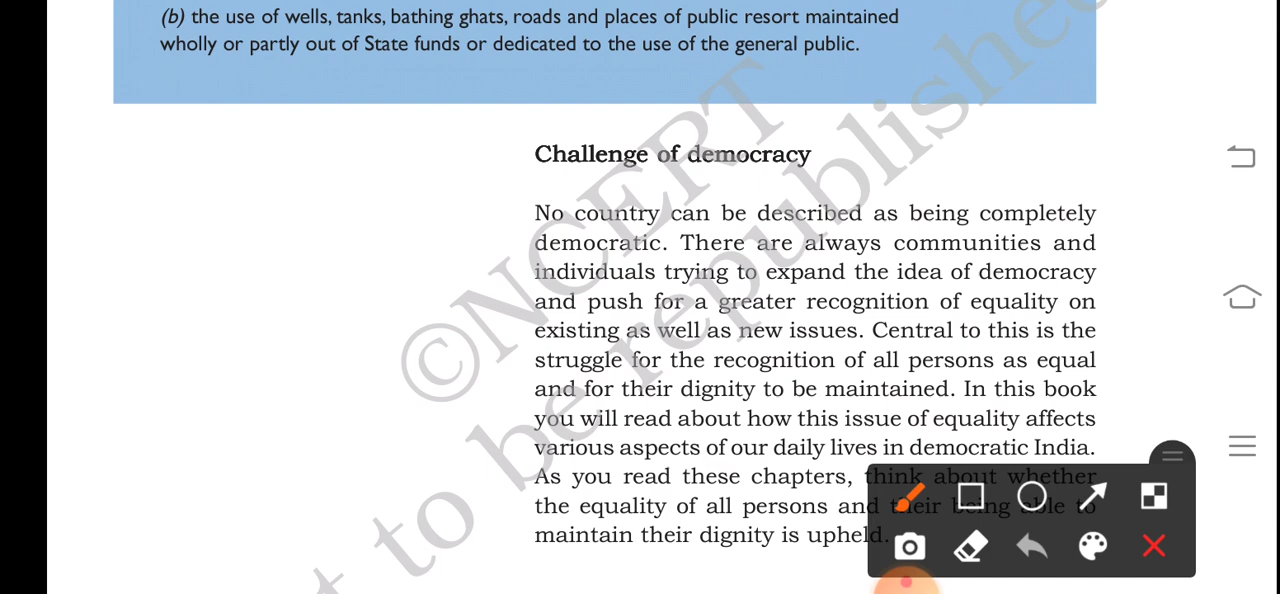 (b) the use of wells, tanks, bathing ghats, roads and places of public resort maintained
wholly or partly out of State funds or dedicated to the use of the general public.
Challenge of democracy
No country can be described as being completely
democratic. There are always communities and
individuals trying to expand the idea of democracy
and push for a greater recognition of equality on
existing as well as new issues. Central to this is the
struggle for the recognition of all persons as equal
and for their dignity to be maintained. In this book
you will read about how this issue of equality affects
various aspects of our daily lives in democratic India.
As you read these chapters, think about whether
the equality of all persons and their being able to
maintain their dignity is upheld.
©NCERT
to be republished